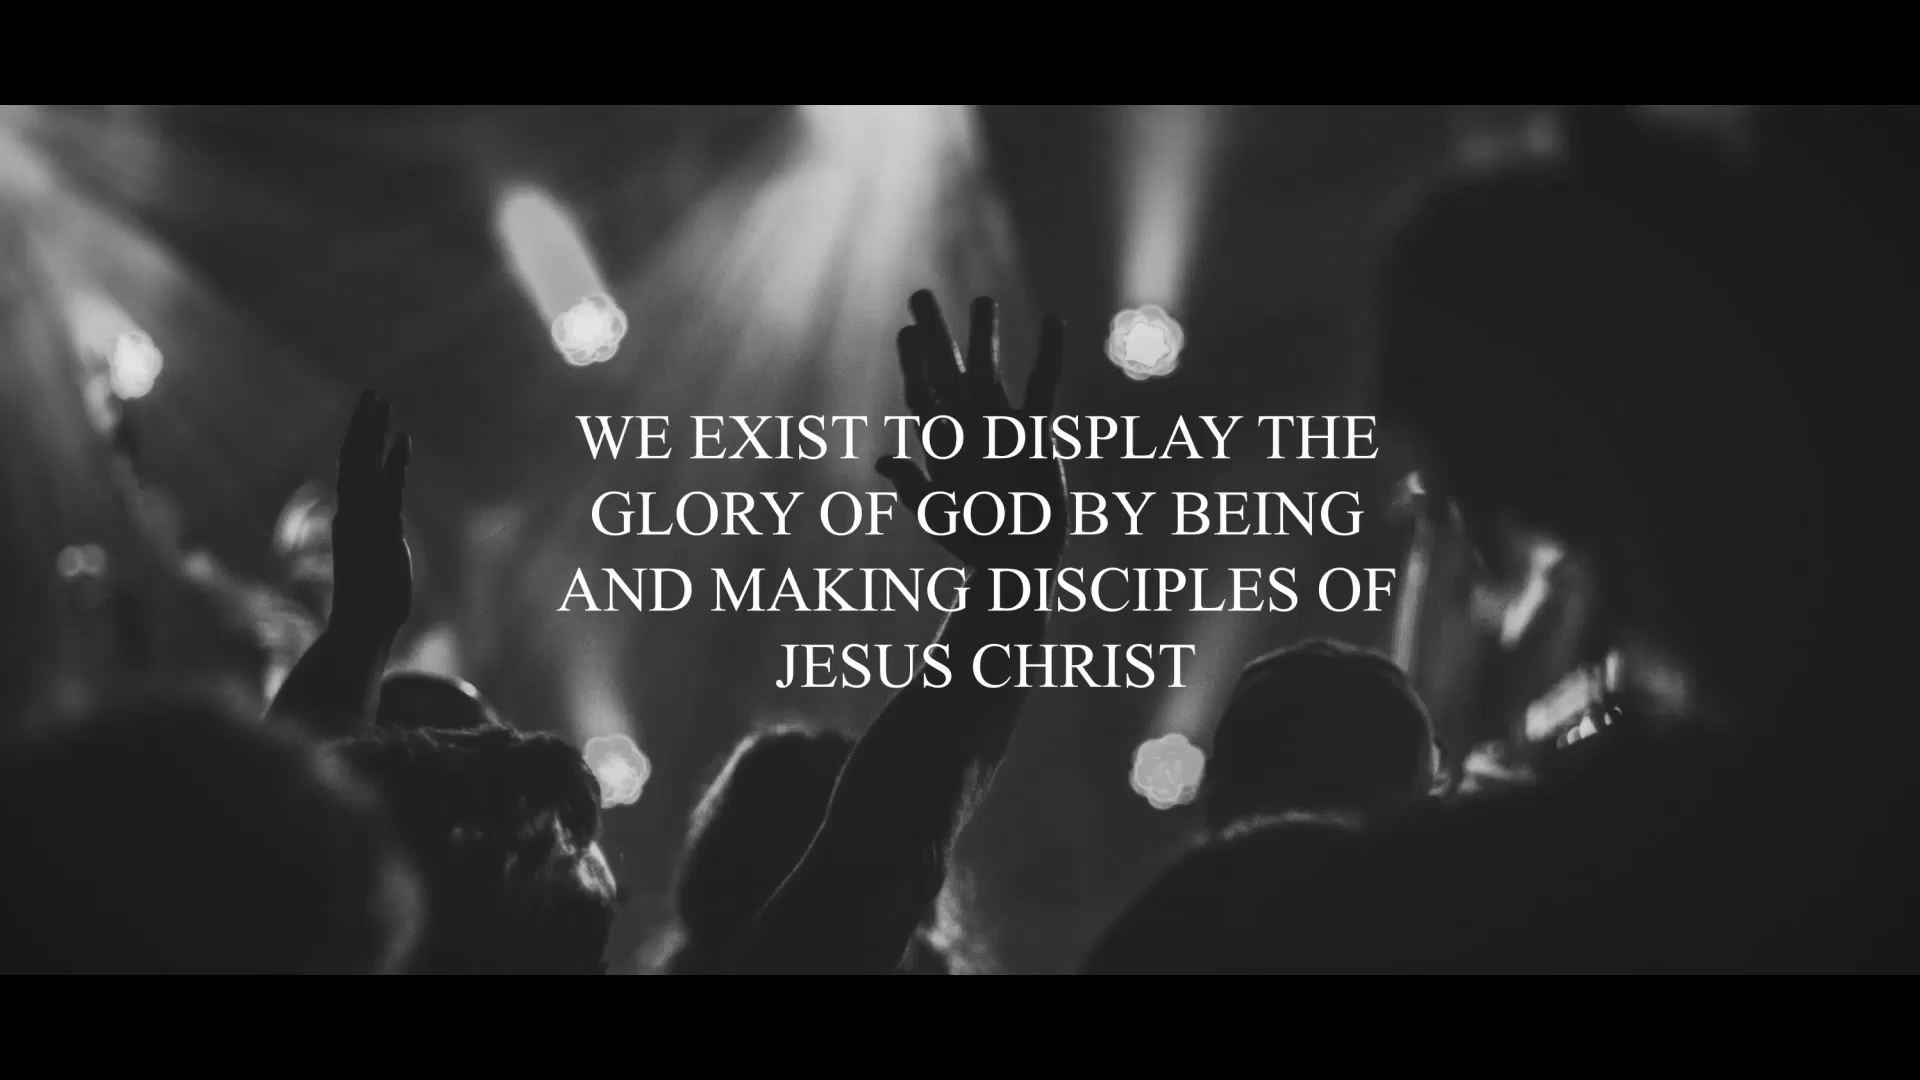 WE EXIST TO DISPLAY THE
GLORY OF GOD BY BEING
AND MAKING DISCIPLES OF
JESUS CHRIST